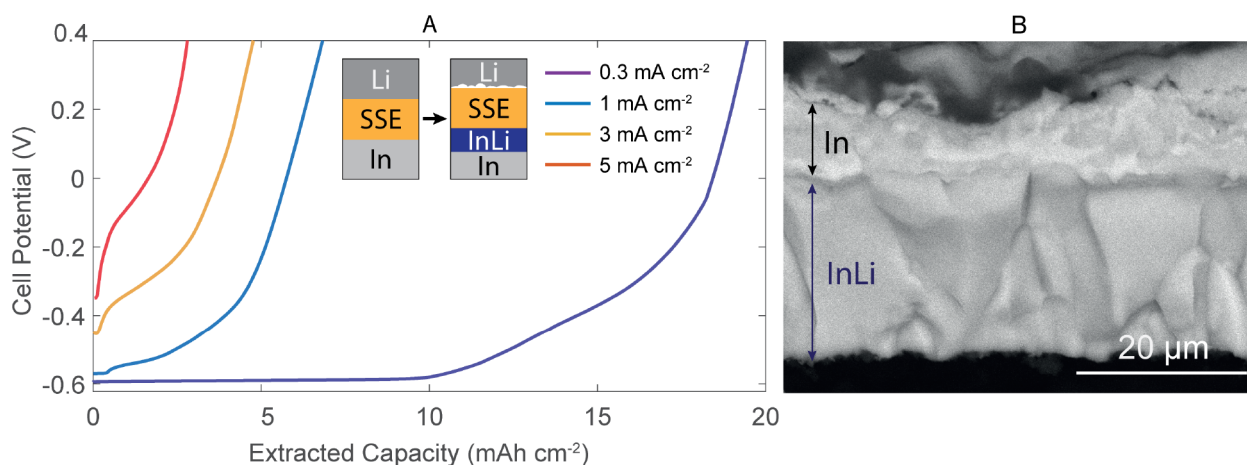 A
B
0.4
0.2
0
-0.2
-0.4
-0.6
Cell Potential (V)
0
5
10
15
20
Extracted Capacity (mAh cm⁻²)
Li
SSE
In
Li
SSE
InLi
In
0.3 mA cm⁻²
1 mA cm⁻²
3 mA cm⁻²
5 mA cm⁻²
In
InLi
20 µm